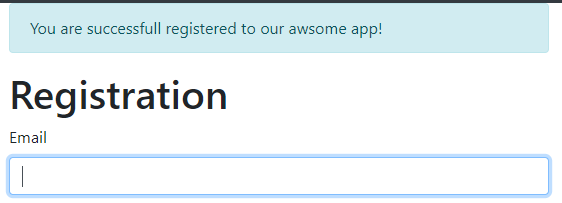 You are successfull registered to our awsome app!
Registration
Email